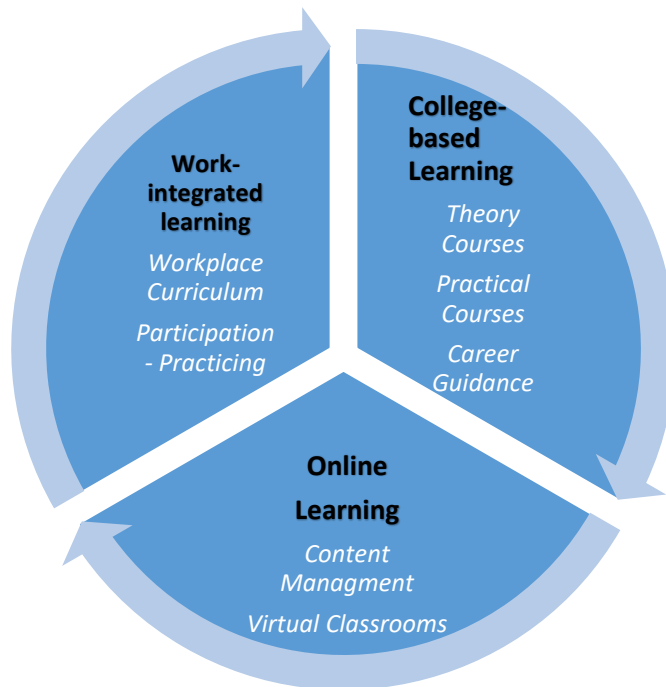 Work-
integrated
learning
Workplace
Curriculum
Participation
- Practicing
College-
based
Learning
Theory
Courses
Practical
Courses
Career
Guidance
Online
Learning
Content
Managment
Virtual Classrooms